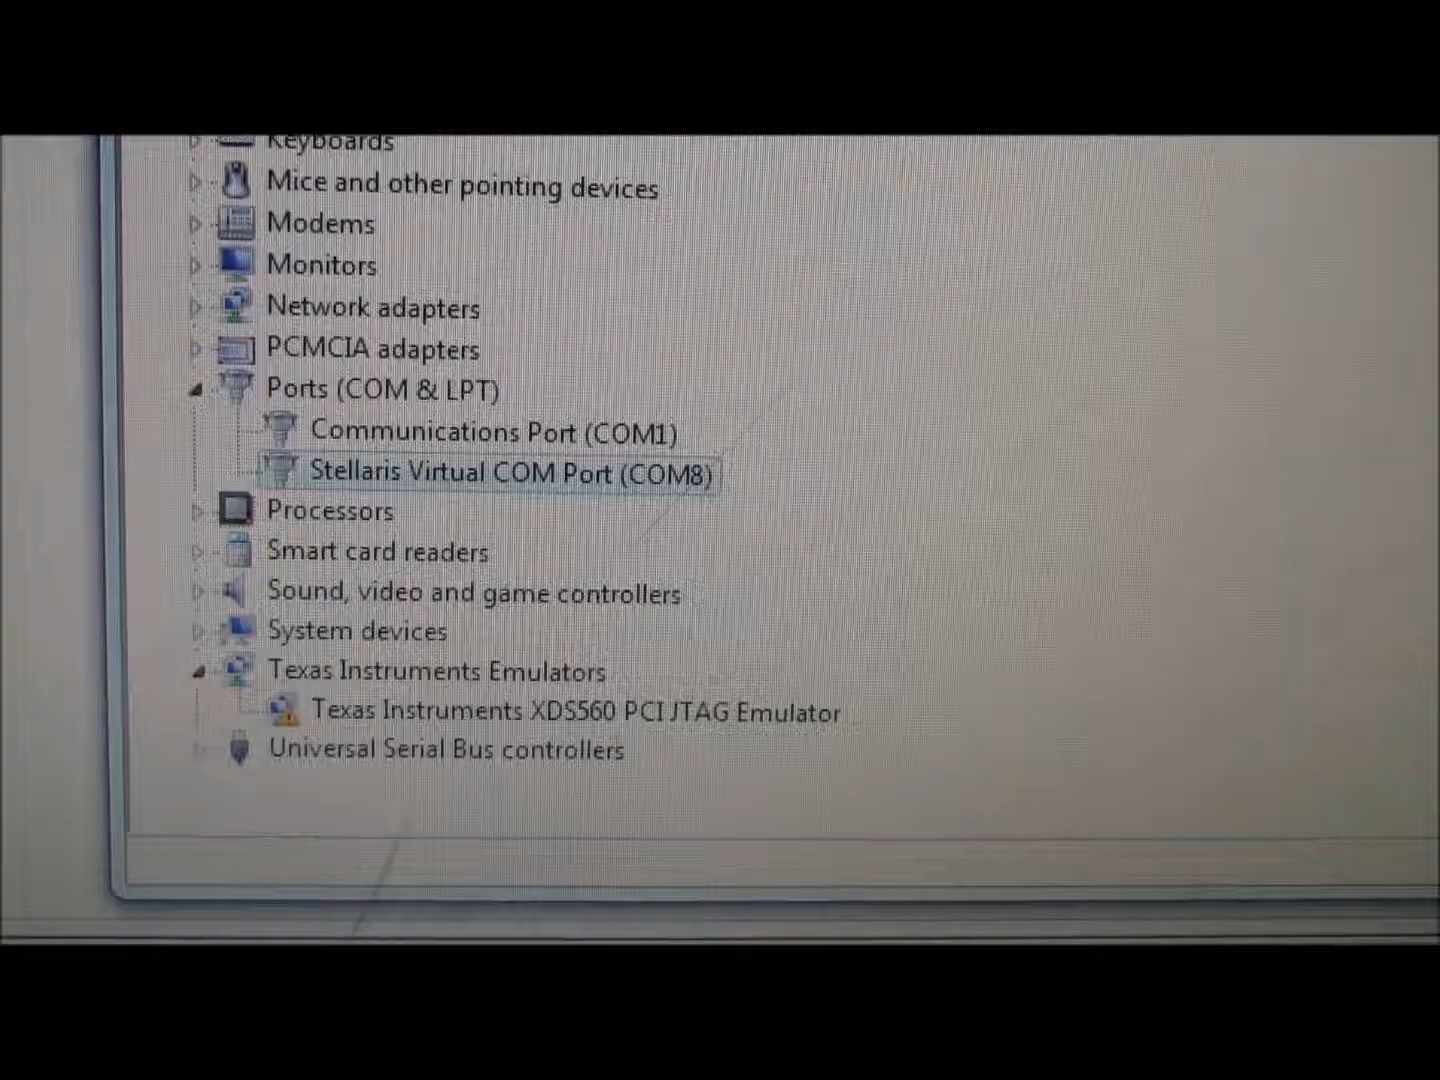 Keyboards
Mice and other pointing devices
Modems
Monitors
Network adapters
PCMCIA adapters
Ports (COM & LPT)
Communications Port (COM1)
Stellaris Virtual COM Port (COM8)
Processors
Smart card readers
Sound, video and game controllers
System devices
Texas Instruments Emulators
Texas Instruments XDS560 PCI JTAG Emulator
Universal Serial Bus controllers